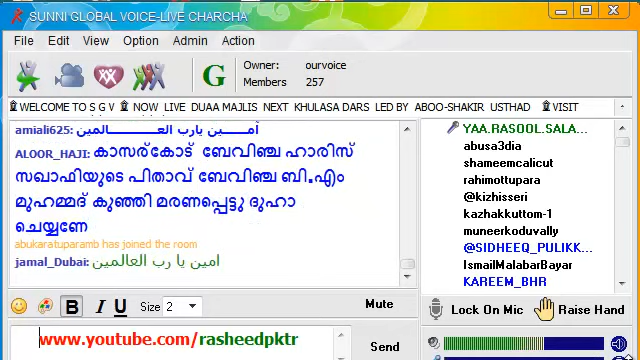 SUNNI GLOBAL VOICE-LIVE CHARCHA
File Edit View Option Admin Action
G Owner: ourvoice
Members 257
WELCOME TO S G V NOW LIVE DUAA MAJLIS NEXT KHULASA DARS LED BY ABOO-SHAKIR USTHAD VISIT
amiali625: آمـــين يارب العـــــــالمين
ALOOR_HAJI: കാസര്കോട് ബേവിഞ്ച ഹാരിസ്
സഖാഫിയുടെ പിതാവ് ബേവിഞ്ച ബി.എം
മുഹമ്മദ് കുഞ്ഞി മരണപ്പെട്ടു ദുഹാ
ചെയ്യണേ
abukaratuparamb has joined the room
jamal_Dubai: امين يا رب العالمين
YAA.RASOOL.SALA...
abusa3dia
shameemcalicut
rahimottupara
@kizhisseri
kazhakkuttom-1
muneerkoduvally
@SIDHEEQ_PULIKK...
IsmailMalabarBayar
KAREEM_BHR
B I U Size 2 Mute
Lock On Mic Raise Hand
www.youtube.com/rasheedpktr
Send